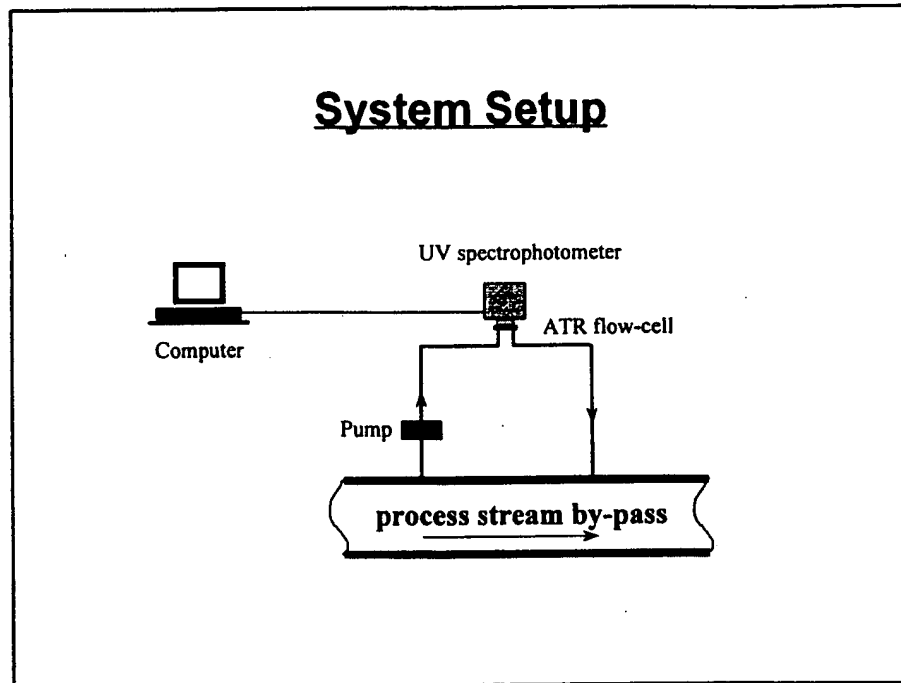 System Setup
UV spectrophotometer
ATR flow-cell
Computer
Pump
process stream by-pass